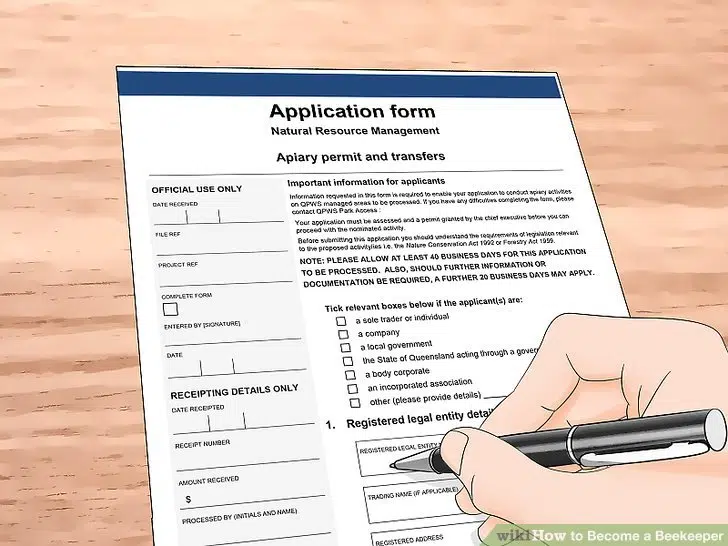 Application form
Natural Resource Management
Apiary permit and transfers
OFFICIAL USE ONLY
DATE RECEIVED
FILE REF
PROJECT REF
COMPLETE FORM
ENTERED BY [SIGNATURE]
DATE
RECEIPTING DETAILS ONLY
DATE RECEIPTED
RECEIPT NUMBER
AMOUNT RECEIVED
$
PROCESSED BY (INITIALS AND NAME)
Important information for applicants
Information requested in this form is required to enable your application to conduct apiary activities
on QPWS managed areas to be processed. If you have any difficulties completing the form, please
contact QPWS Park Access :
Your application must be assessed and a permit granted by the chief executive before you can
proceed with the nominated activity.
Before submitting this application you should understand the requirements of legislation relevant
to the proposed activity/ies i.e. the Nature Conservation Act 1992 or Forestry Act 1959.
NOTE: PLEASE ALLOW AT LEAST 40 BUSINESS DAYS FOR THIS APPLICATION
TO BE PROCESSED. ALSO, SHOULD FURTHER INFORMATION OR
DOCUMENTATION BE REQUIRED, A FURTHER 20 BUSINESS DAYS MAY APPLY.
Tick relevant boxes below if the applicant(s) are:
a sole trader or individual
a company
a local government
the State of Queensland acting through a gover
a body corporate
an incorporated association
other (please provide details)
1. Registered legal entity detai
REGISTERED LEGAL ENTITY
TRADING NAME (IF APPLICABLE)
REGISTERED ADDRESS
wikiHow to Become a Beekeeper